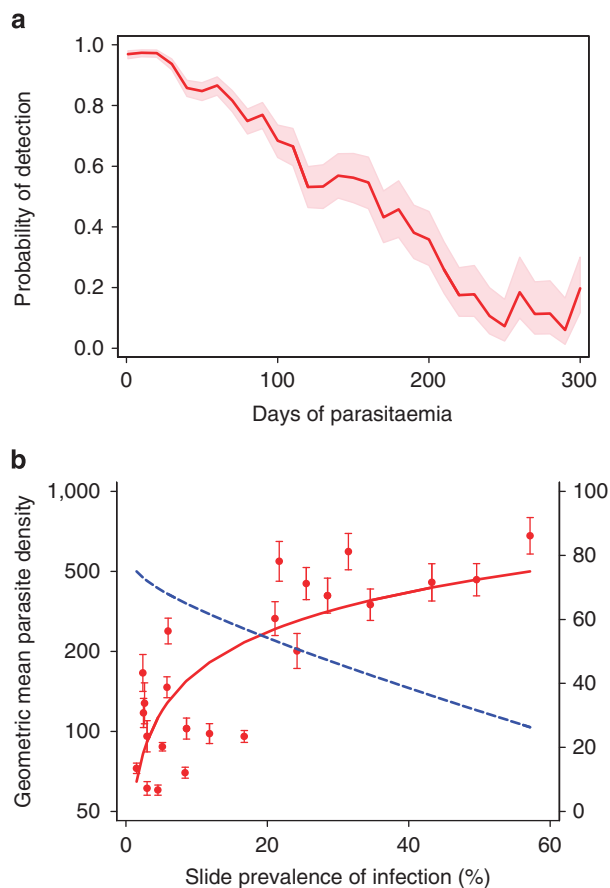 a
1.0
0.8
0.6
0.4
0.2
0.0
Probability of detection
0 100 200 300
Days of parasitaemia
b
1,000
500
200
100
50
Geometric mean parasite density
100
80
60
40
20
0
0 20 40 60
Slide prevalence of infection (%)